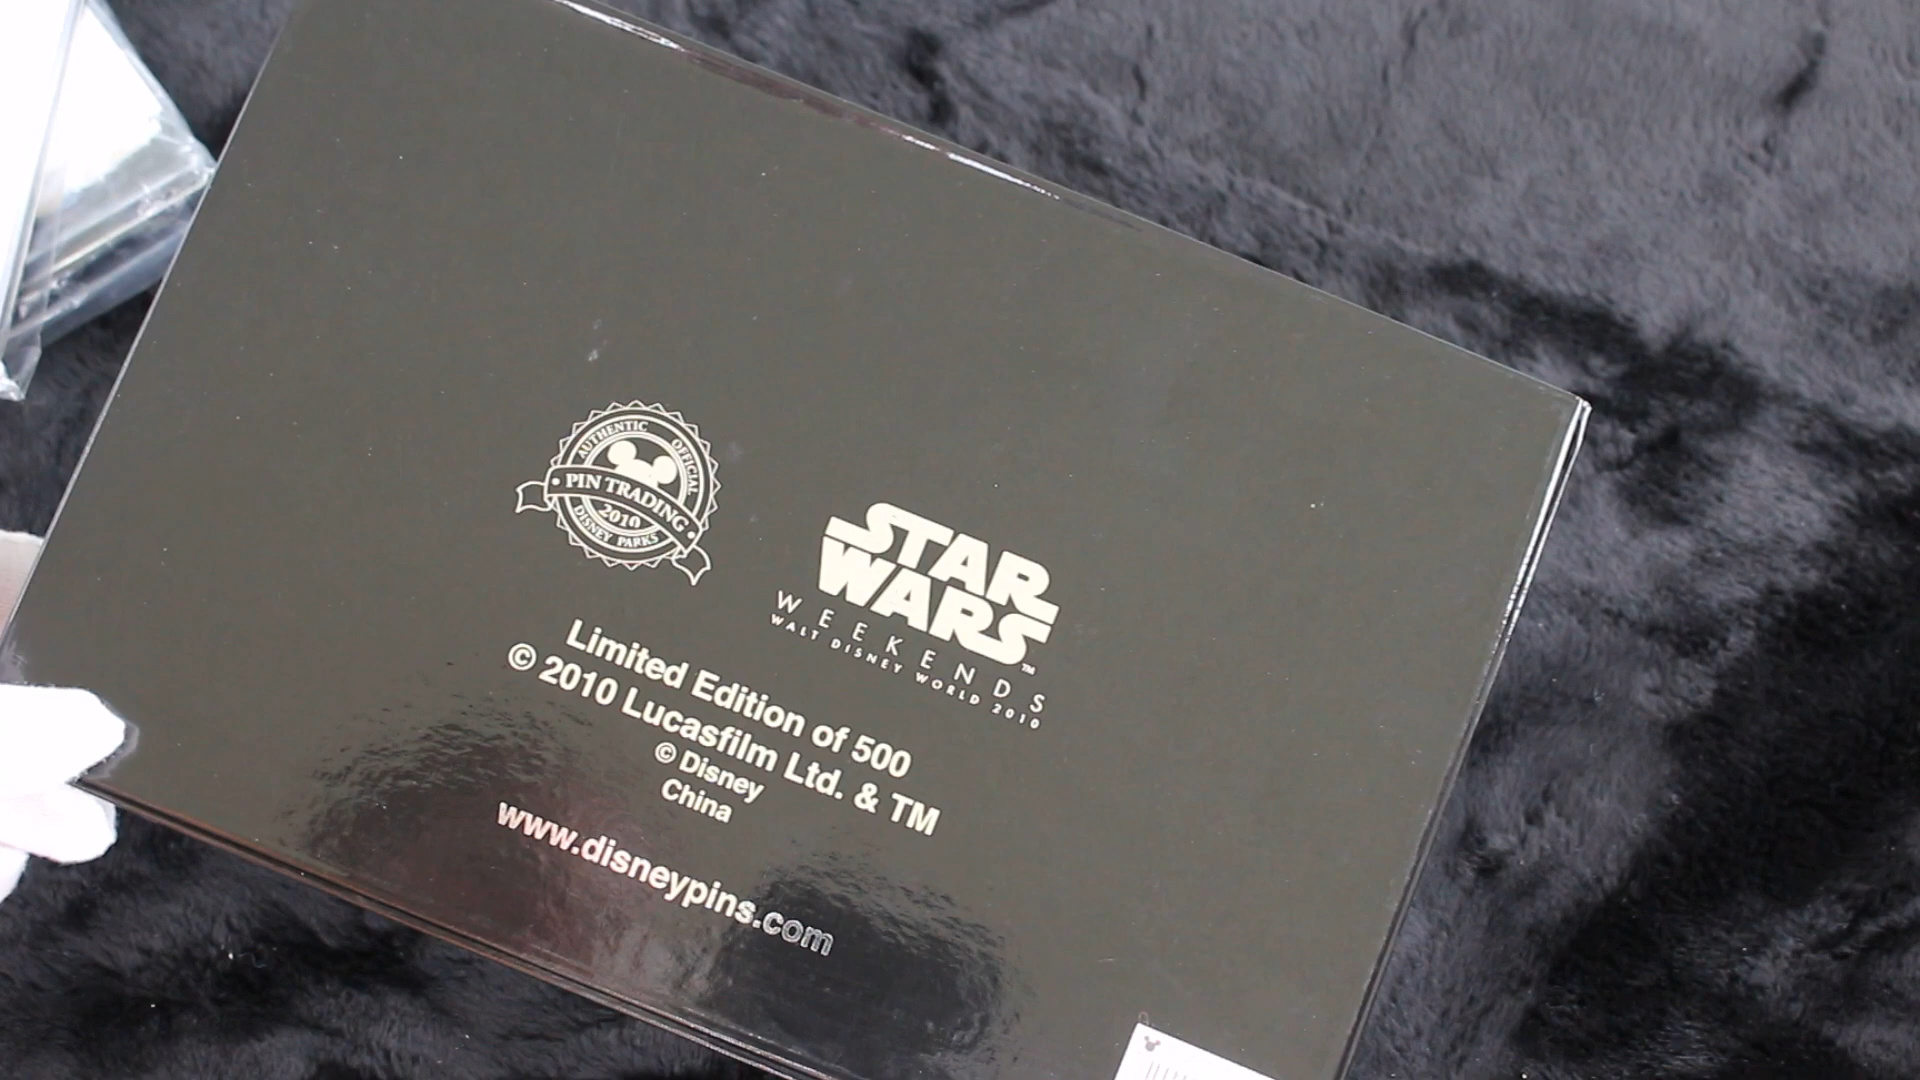 AUTHENTIC OFFICIAL
PIN TRADING
2010
DISNEY PARKS
STAR
WARS™
WEEKENDS
WALT DISNEY WORLD 2010
Limited Edition of 500
© 2010 Lucasfilm Ltd. & TM
© Disney
China
www.disneypins.com